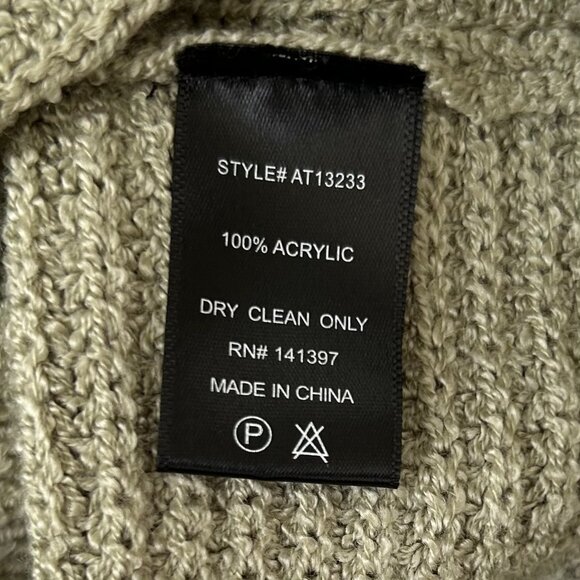 STYLE# AT13233
100% ACRYLIC
DRY CLEAN ONLY
RN# 141397
MADE IN CHINA
P